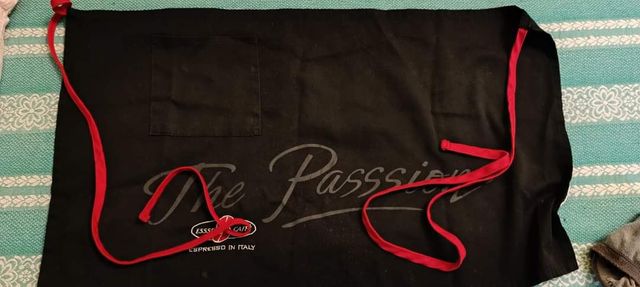 The Passsion
ESPRESSO IN ITALY